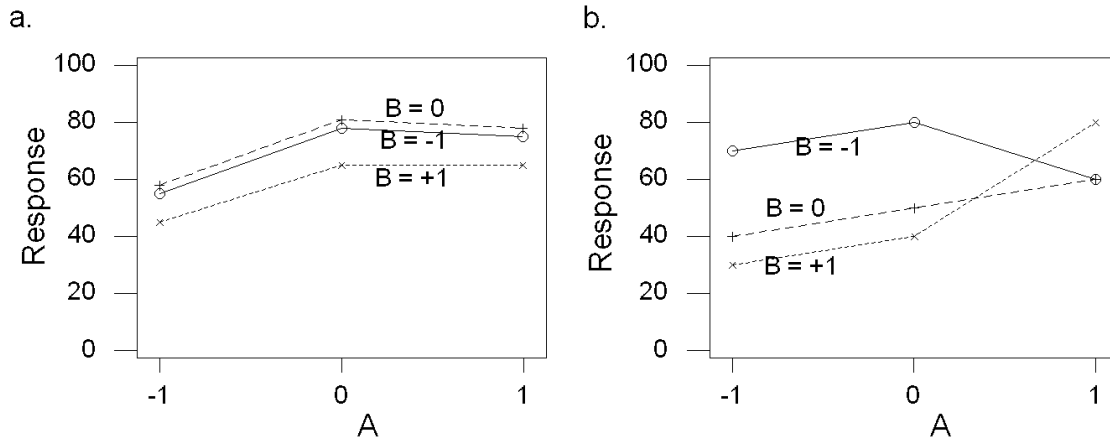 a.
100
80
60
40
20
0
Response
B = 0
B = -1
B = +1
-1 0 1
A
b.
100
80
60
40
20
0
Response
B = -1
B = 0
B = +1
-1 0 1
A